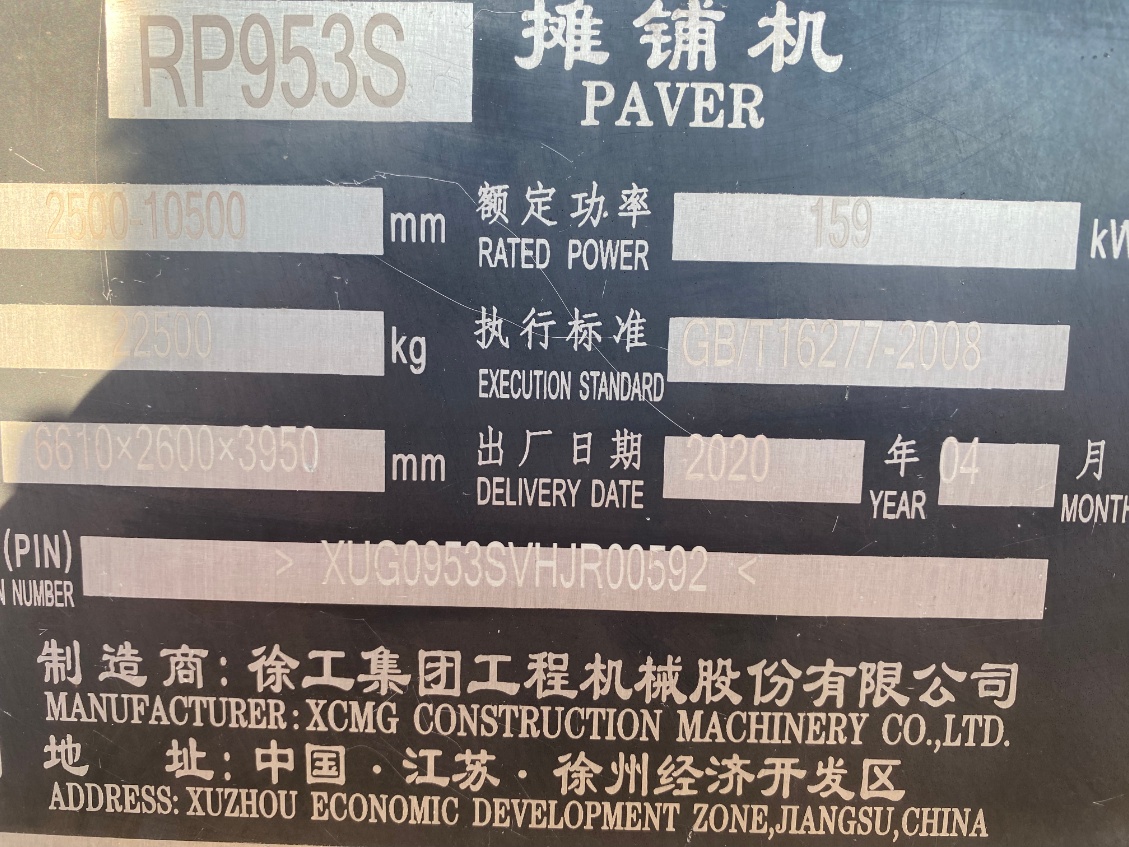 RP953S 摊铺机
PAVER
2500-10500 mm 额定功率 159 kW
RATED POWER
22500 kg 执行标准 GB/T16277-2008
EXECUTION STANDARD
6610×2600×3950 mm 出厂日期 2020 年 04 月
DELIVERY DATE YEAR MONTH
(PIN) > XUG0953SVHJR00592 <
NUMBER
制造商:徐工集团工程机械股份有限公司
MANUFACTURER:XCMG CONSTRUCTION MACHINERY CO.,LTD.
地 址:中国·江苏·徐州经济开发区
ADDRESS: XUZHOU ECONOMIC DEVELOPMENT ZONE,JIANGSU,CHINA